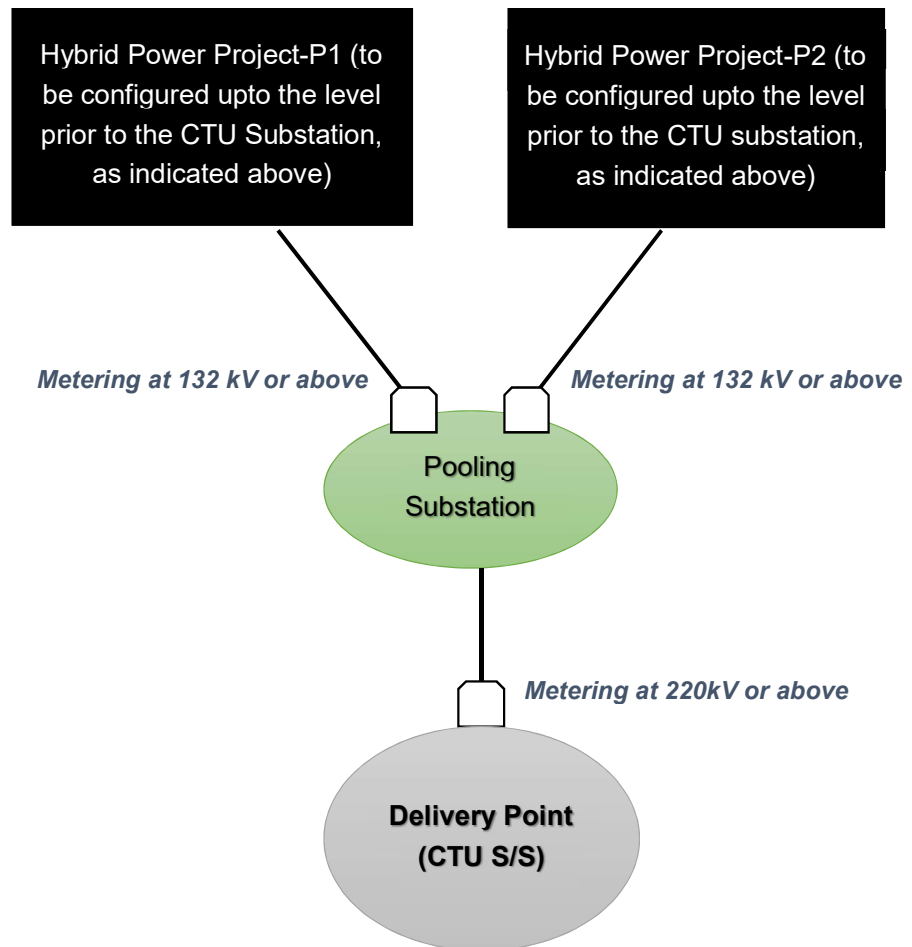 Hybrid Power Project-P1 (to
be configured upto the level
prior to the CTU Substation,
as indicated above)
Hybrid Power Project-P2 (to
be configured upto the level
prior to the CTU substation,
as indicated above)
Metering at 132 kV or above
Metering at 132 kV or above
Pooling
Substation
Metering at 220kV or above
Delivery Point
(CTU S/S)